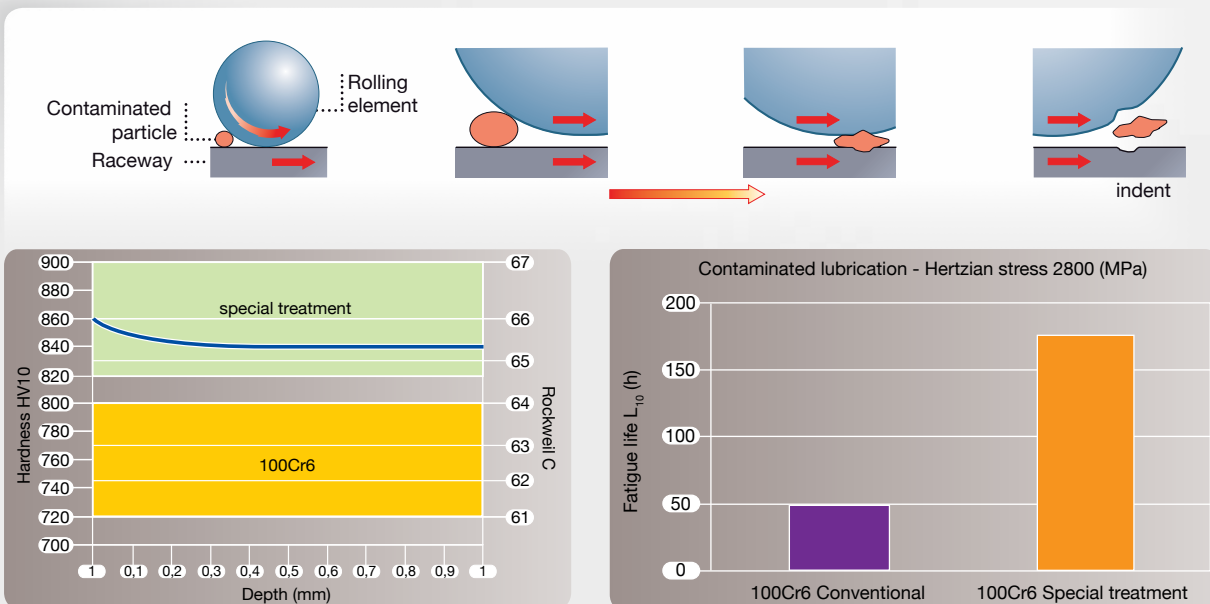 Contaminated
particle
Raceway
Rolling
element
indent
900
880
860
840
820
800
780
760
740
720
700
Hardness HV10
special treatment
100Cr6
67
66
65
64
63
62
61
Rockweil C
1 0,1 0,2 0,3 0,4 0,5 0,6 0,7 0,8 0,9 1
Depth (mm)
Contaminated lubrication - Hertzian stress 2800 (MPa)
200
150
100
50
0
Fatigue life L10 (h)
100Cr6 Conventional
100Cr6 Special treatment